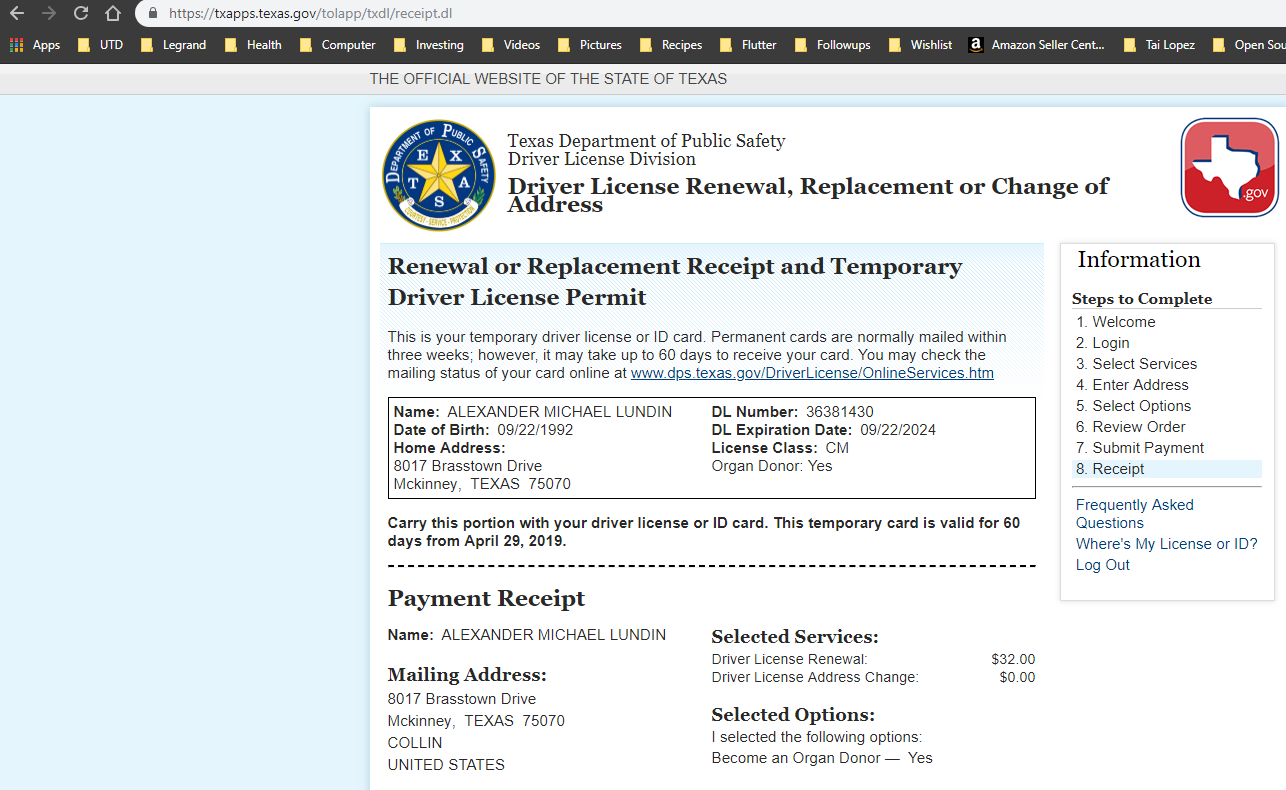 https://txapps.texas.gov/tolapp/txdl/receipt.dl
Apps UTD Legrand Health Computer Investing Videos Pictures Recipes Flutter Followups Wishlist Amazon Seller Cent... Tai Lopez Open Sou
THE OFFICIAL WEBSITE OF THE STATE OF TEXAS
DEPARTMENT OF PUBLIC SAFETY
TEXAS
COURTESY · SERVICE · PROTECTION
Texas Department of Public Safety
Driver License Division
Driver License Renewal, Replacement or Change of
Address
.gov
Renewal or Replacement Receipt and Temporary
Driver License Permit
This is your temporary driver license or ID card. Permanent cards are normally mailed within
three weeks; however, it may take up to 60 days to receive your card. You may check the
mailing status of your card online at www.dps.texas.gov/DriverLicense/OnlineServices.htm
Name: ALEXANDER MICHAEL LUNDIN
Date of Birth: 09/22/1992
Home Address:
8017 Brasstown Drive
Mckinney, TEXAS 75070
DL Number: 36381430
DL Expiration Date: 09/22/2024
License Class: CM
Organ Donor: Yes
Carry this portion with your driver license or ID card. This temporary card is valid for 60
days from April 29, 2019.
Payment Receipt
Name: ALEXANDER MICHAEL LUNDIN
Mailing Address:
8017 Brasstown Drive
Mckinney, TEXAS 75070
COLLIN
UNITED STATES
Selected Services:
Driver License Renewal: $32.00
Driver License Address Change: $0.00
Selected Options:
I selected the following options:
Become an Organ Donor — Yes
Information
Steps to Complete
1. Welcome
2. Login
3. Select Services
4. Enter Address
5. Select Options
6. Review Order
7. Submit Payment
8. Receipt
Frequently Asked
Questions
Where's My License or ID?
Log Out